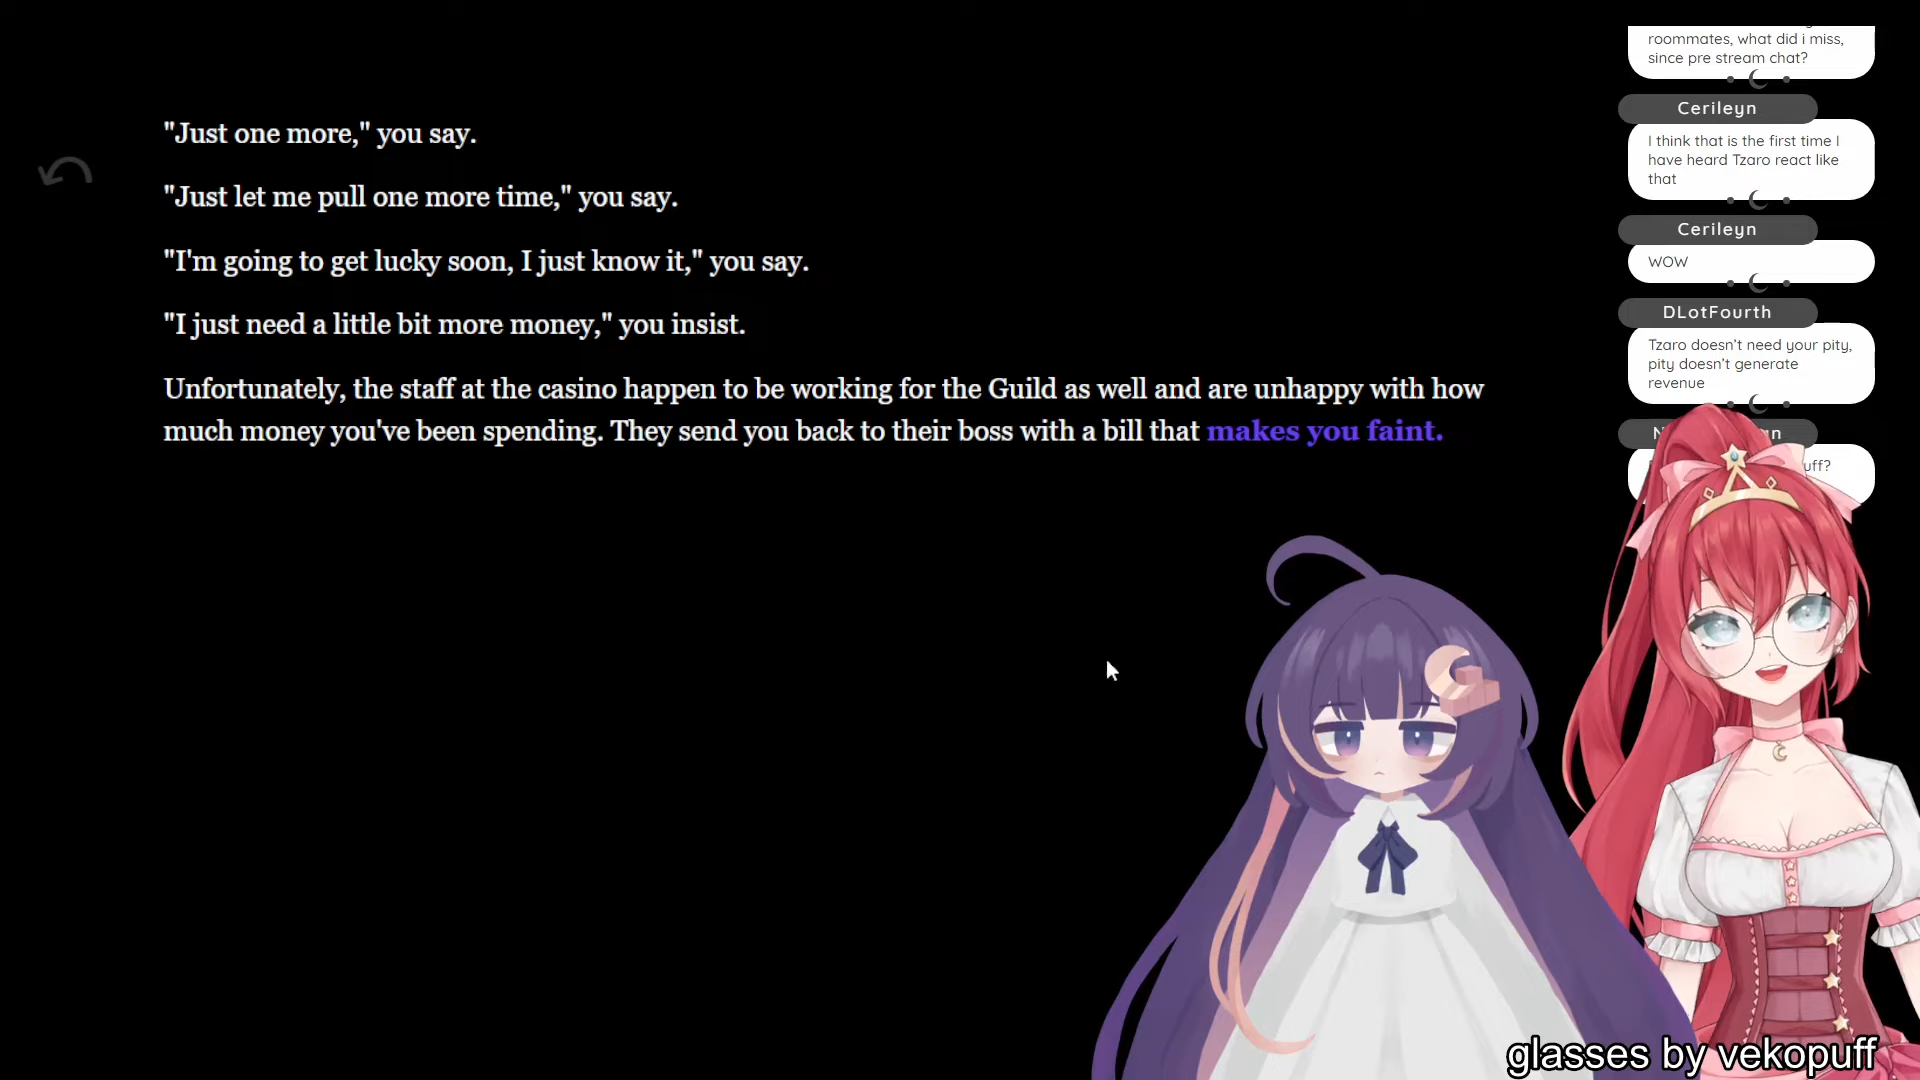 "Just one more," you say.
"Just let me pull one more time," you say.
"I'm going to get lucky soon, I just know it," you say.
"I just need a little bit more money," you insist.
Unfortunately, the staff at the casino happen to be working for the Guild as well and are unhappy with how
much money you've been spending. They send you back to their boss with a bill that makes you faint.
roommates, what did i miss,
since pre stream chat?
Cerileyn
I think that is the first time I
have heard Tzaro react like
that
Cerileyn
WOW
DLotFourth
Tzaro doesn't need your pity,
pity doesn't generate
revenue
glasses by vekopuff